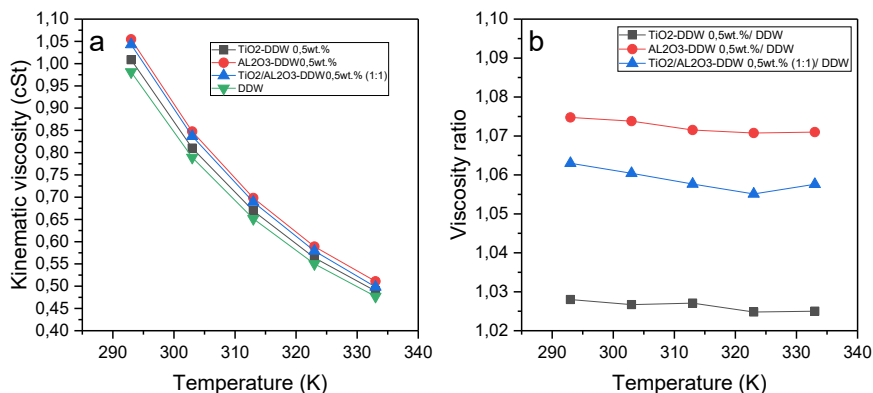 a
TiO2-DDW 0,5wt.%
AL2O3-DDW0,5wt.%
TiO2/AL2O3-DDW0,5wt.% (1:1)
DDW
Kinematic viscosity (cSt)
1,10
1,05
1,00
0,95
0,90
0,85
0,80
0,75
0,70
0,65
0,60
0,55
0,50
0,45
0,40
290 300 310 320 330 340
Temperature (K)
b
TiO2-DDW 0,5wt.%/ DDW
AL2O3-DDW 0,5wt.%/ DDW
TiO2/AL2O3-DDW 0,5wt.% (1:1)/ DDW
Viscosity ratio
1,10
1,09
1,08
1,07
1,06
1,05
1,04
1,03
1,02
290 300 310 320 330 340
Temperature (K)